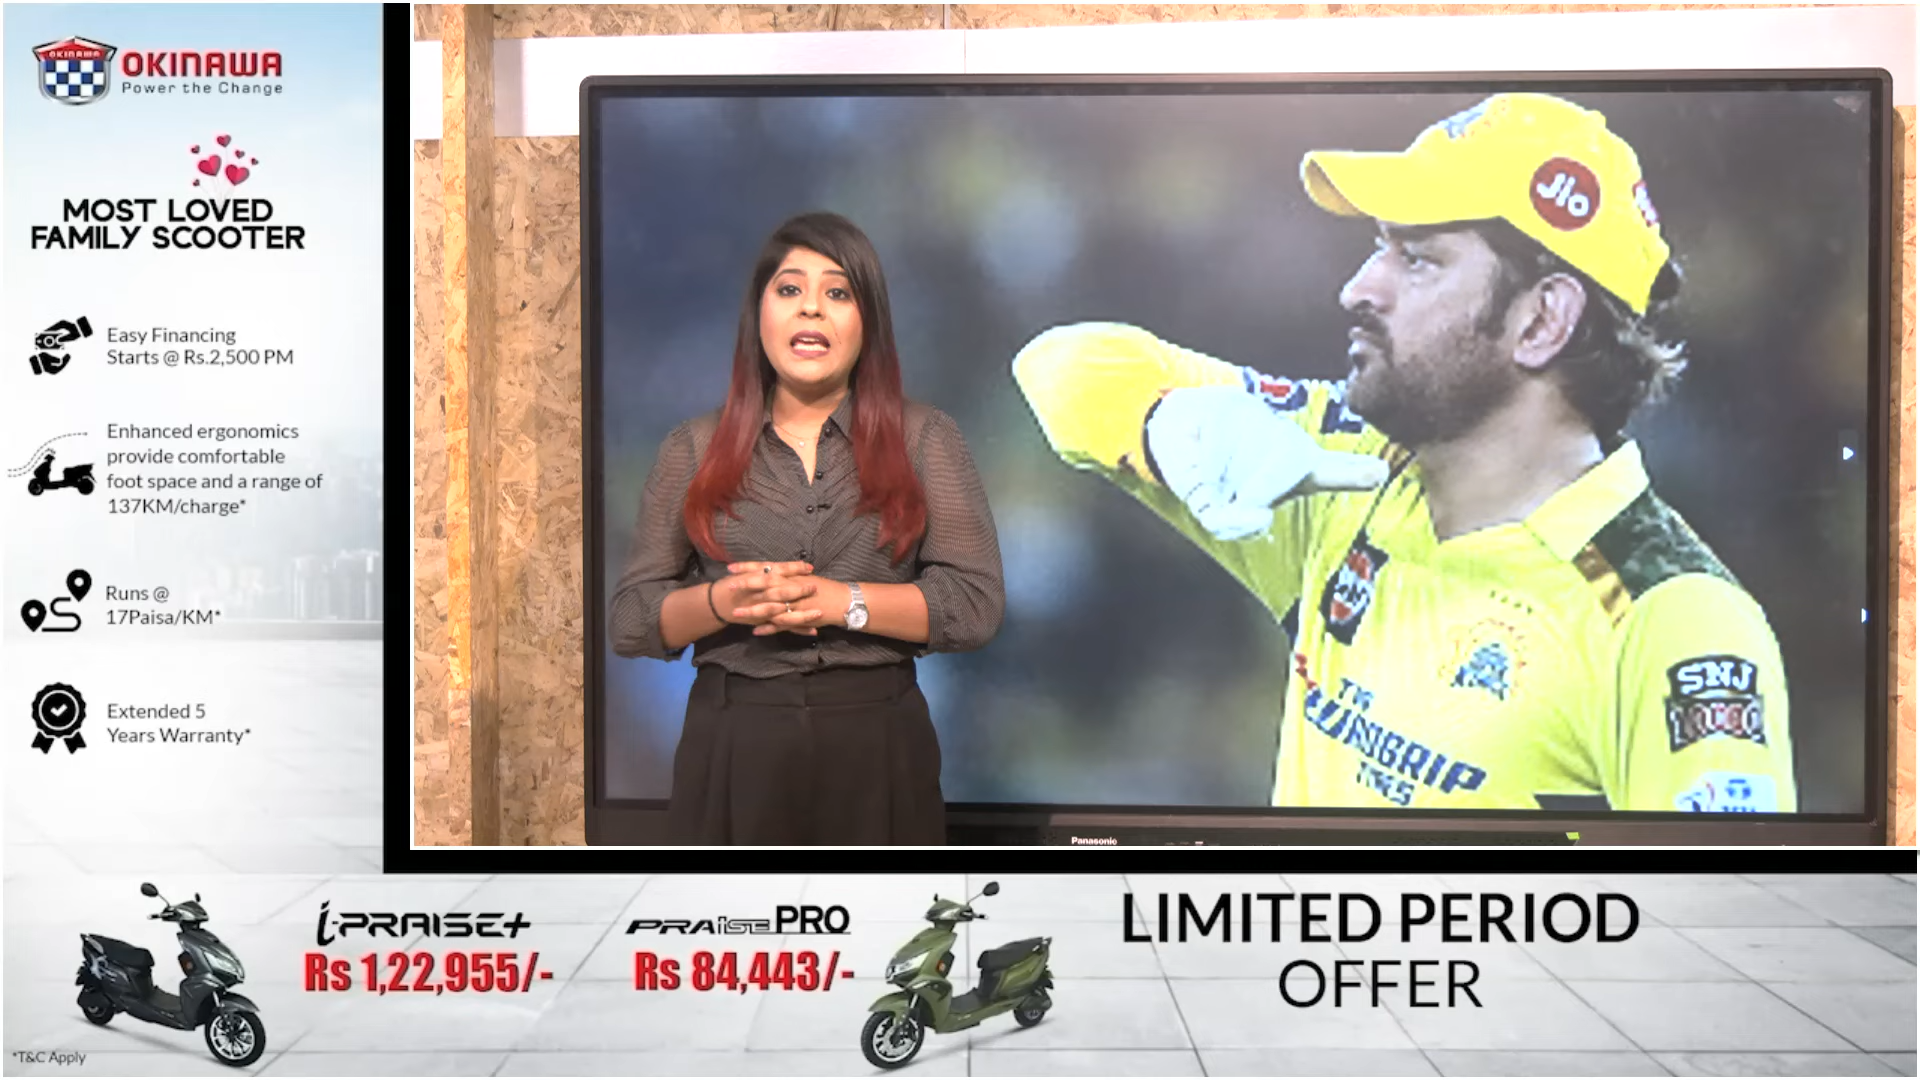 OKINAWA
OKINAWA
Power the Change
MOST LOVED
FAMILY SCOOTER
Easy Financing
Starts @ Rs.2,500 PM
Enhanced ergonomics
provide comfortable
foot space and a range of
137KM/charge*
Runs @
17Paisa/KM*
Extended 5
Years Warranty*
Jio
SNJ
10000
Panasonic
i-PRAISE+
Rs 1,22,955/-
PRAISEPRO
Rs 84,443/-
LIMITED PERIOD
OFFER
*T&C Apply